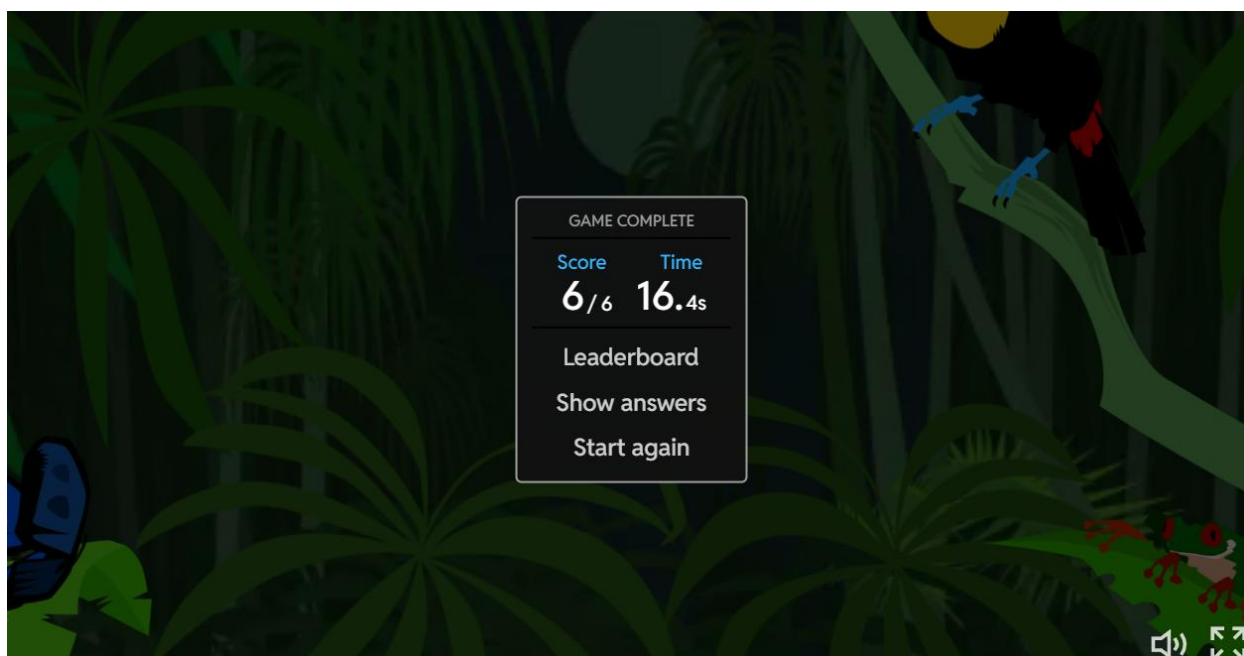 GAME COMPLETE
Score Time
6/6 16.4s
Leaderboard
Show answers
Start again